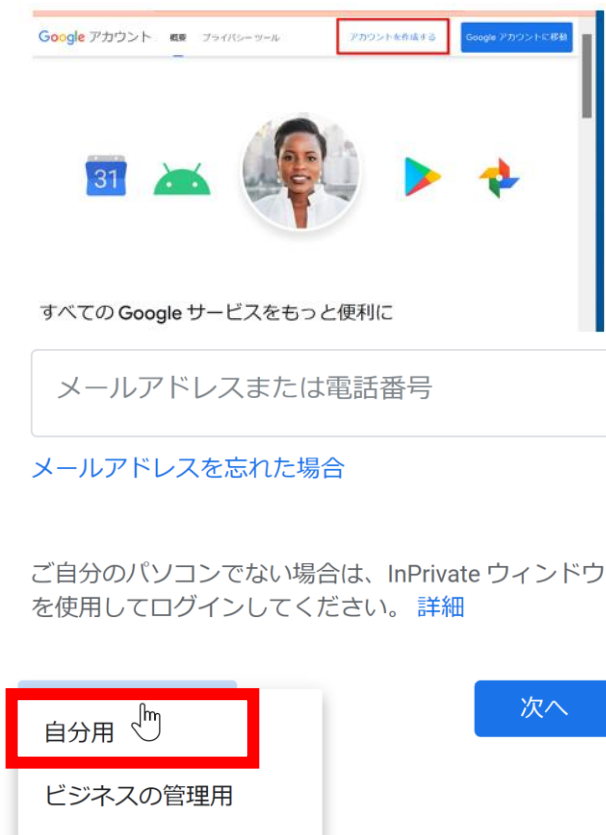 Google アカウント 概要 プライバシー ツール アカウントを作成する Google アカウントに移動
31
すべての Google サービスをもっと便利に
メールアドレスまたは電話番号
メールアドレスを忘れた場合
ご自分のパソコンでない場合は、InPrivate ウィンドウ
を使用してログインしてください。 詳細
次へ
自分用
ビジネスの管理用